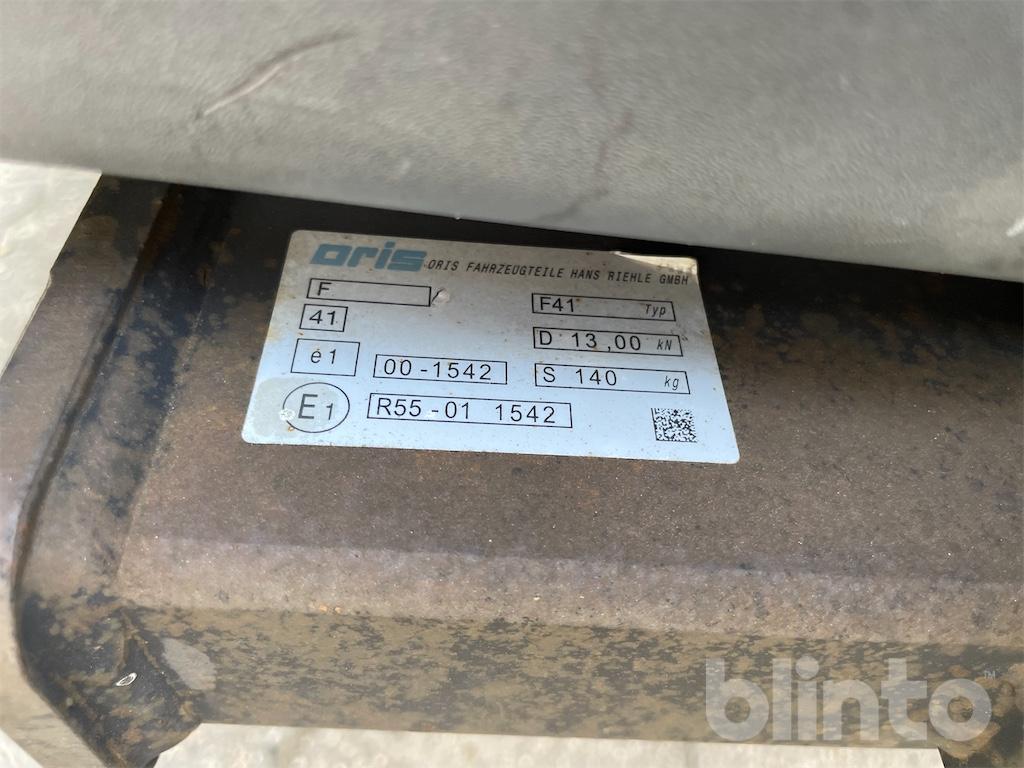 oris ORIS FAHRZEUGTEILE HANS RIEHLE GMBH
F
F41 Typ
41
D 13,00 kN
e1
00-1542
S 140 kg
E1
R55-01 1542
blinto™